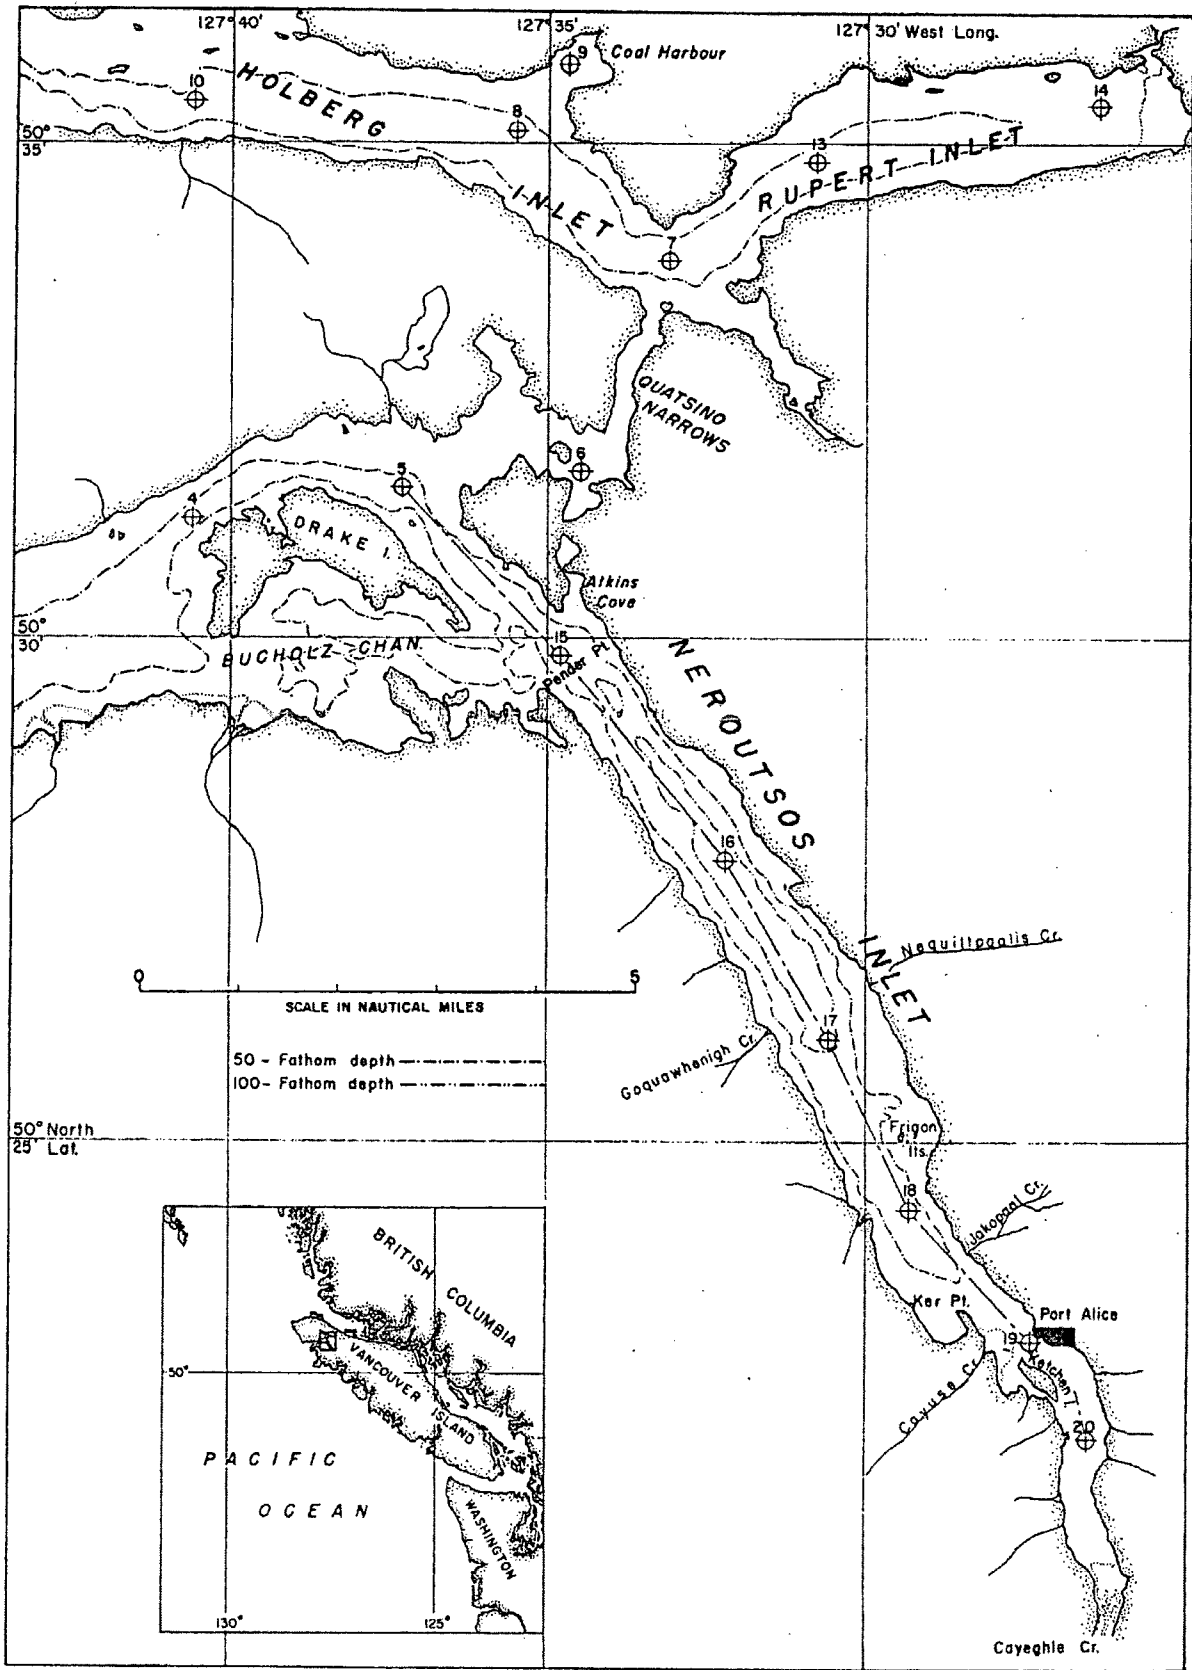 127° 40'
127° 35'
127° 30' West Long.
9
Coal Harbour
10
14
HOLBERG
8
50°
35'
13
RUPERT INLET
INLET
7
QUATSINO
NARROWS
6
5
4
DRAKE I.
Atkins
Cove
50°
30'
15
BUCHOLZ CHAN.
Pender Pt.
NEROUTSOS
16
INLET
0
5
SCALE IN NAUTICAL MILES
17
50 - Fathom depth
100 - Fathom depth
Goquawhenigh Cr.
50° North
25' Lat.
Frigon
Its.
18
Jakopaal Cr.
BRITISH
COLUMBIA
Ker Pt.
Port Alice
19
50°
VANCOUVER
ISLAND
Ketchen I.
Cayuse Cr.
20
PACIFIC
OCEAN
WASHINGTON
130°
125°
Cayeghle Cr.